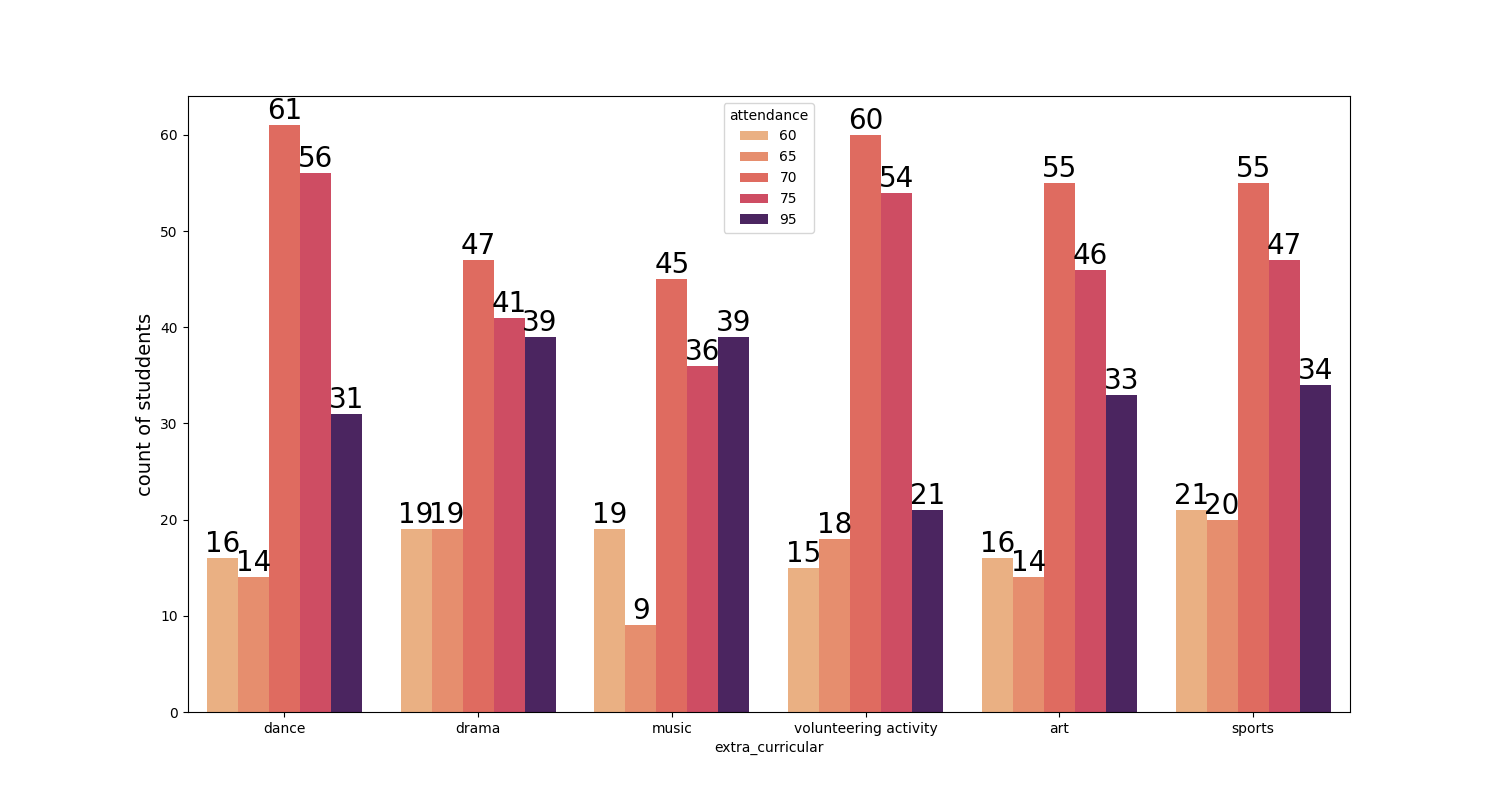 attendance
60
65
70
75
95
count of studdents
60
50
40
30
20
10
0
16 14 61 56 31
19 19 47 41 39
19 9 45 36 39
15 18 60 54 21
16 14 55 46 33
21 20 55 47 34
dance drama music volunteering activity art sports
extra_curricular